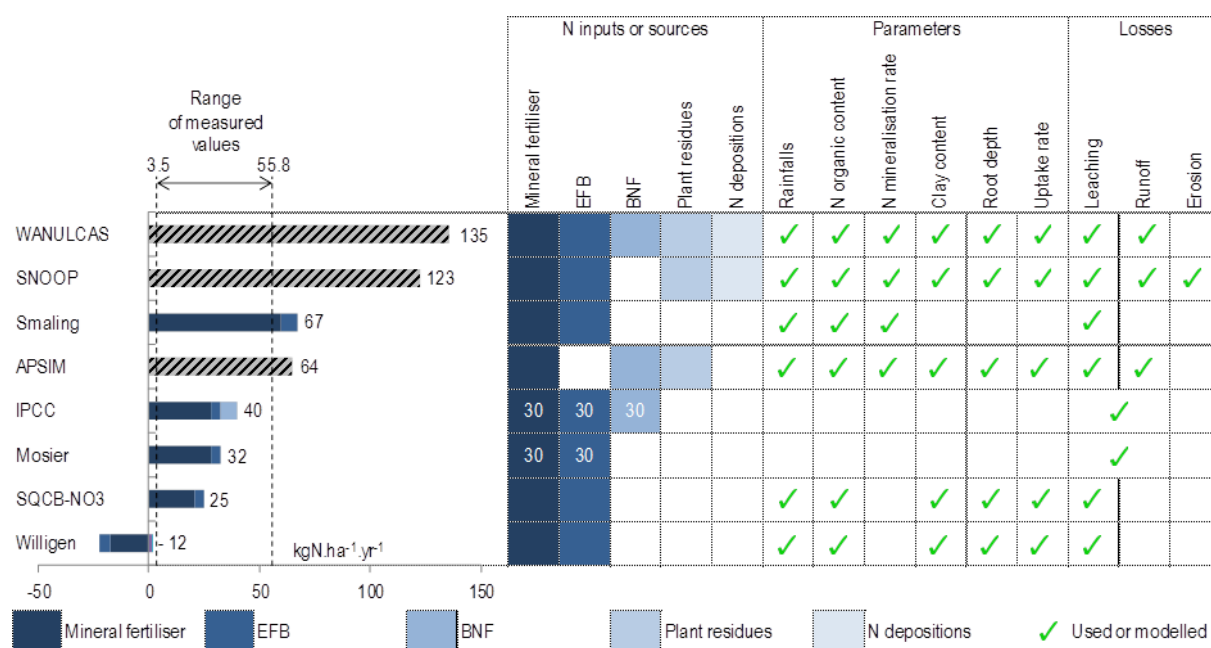 N inputs or sources Parameters Losses
Range
of measured
values
3.5 55.8
Mineral fertiliser
EFB
BNF
Plant residues
N depositions
Rainfalls
N organic content
N mineralisation rate
Clay content
Root depth
Uptake rate
Leaching
Runoff
Erosion
WANULCAS 135
SNOOP 123
Smaling 67
APSIM 64
IPCC 40 30 30 30
Mosier 32 30 30
SQCB-NO3 25
Willigen - 12
kgN.ha⁻¹.yr⁻¹
-50 0 50 100 150
Mineral fertiliser EFB BNF Plant residues N depositions ✓ Used or modelled